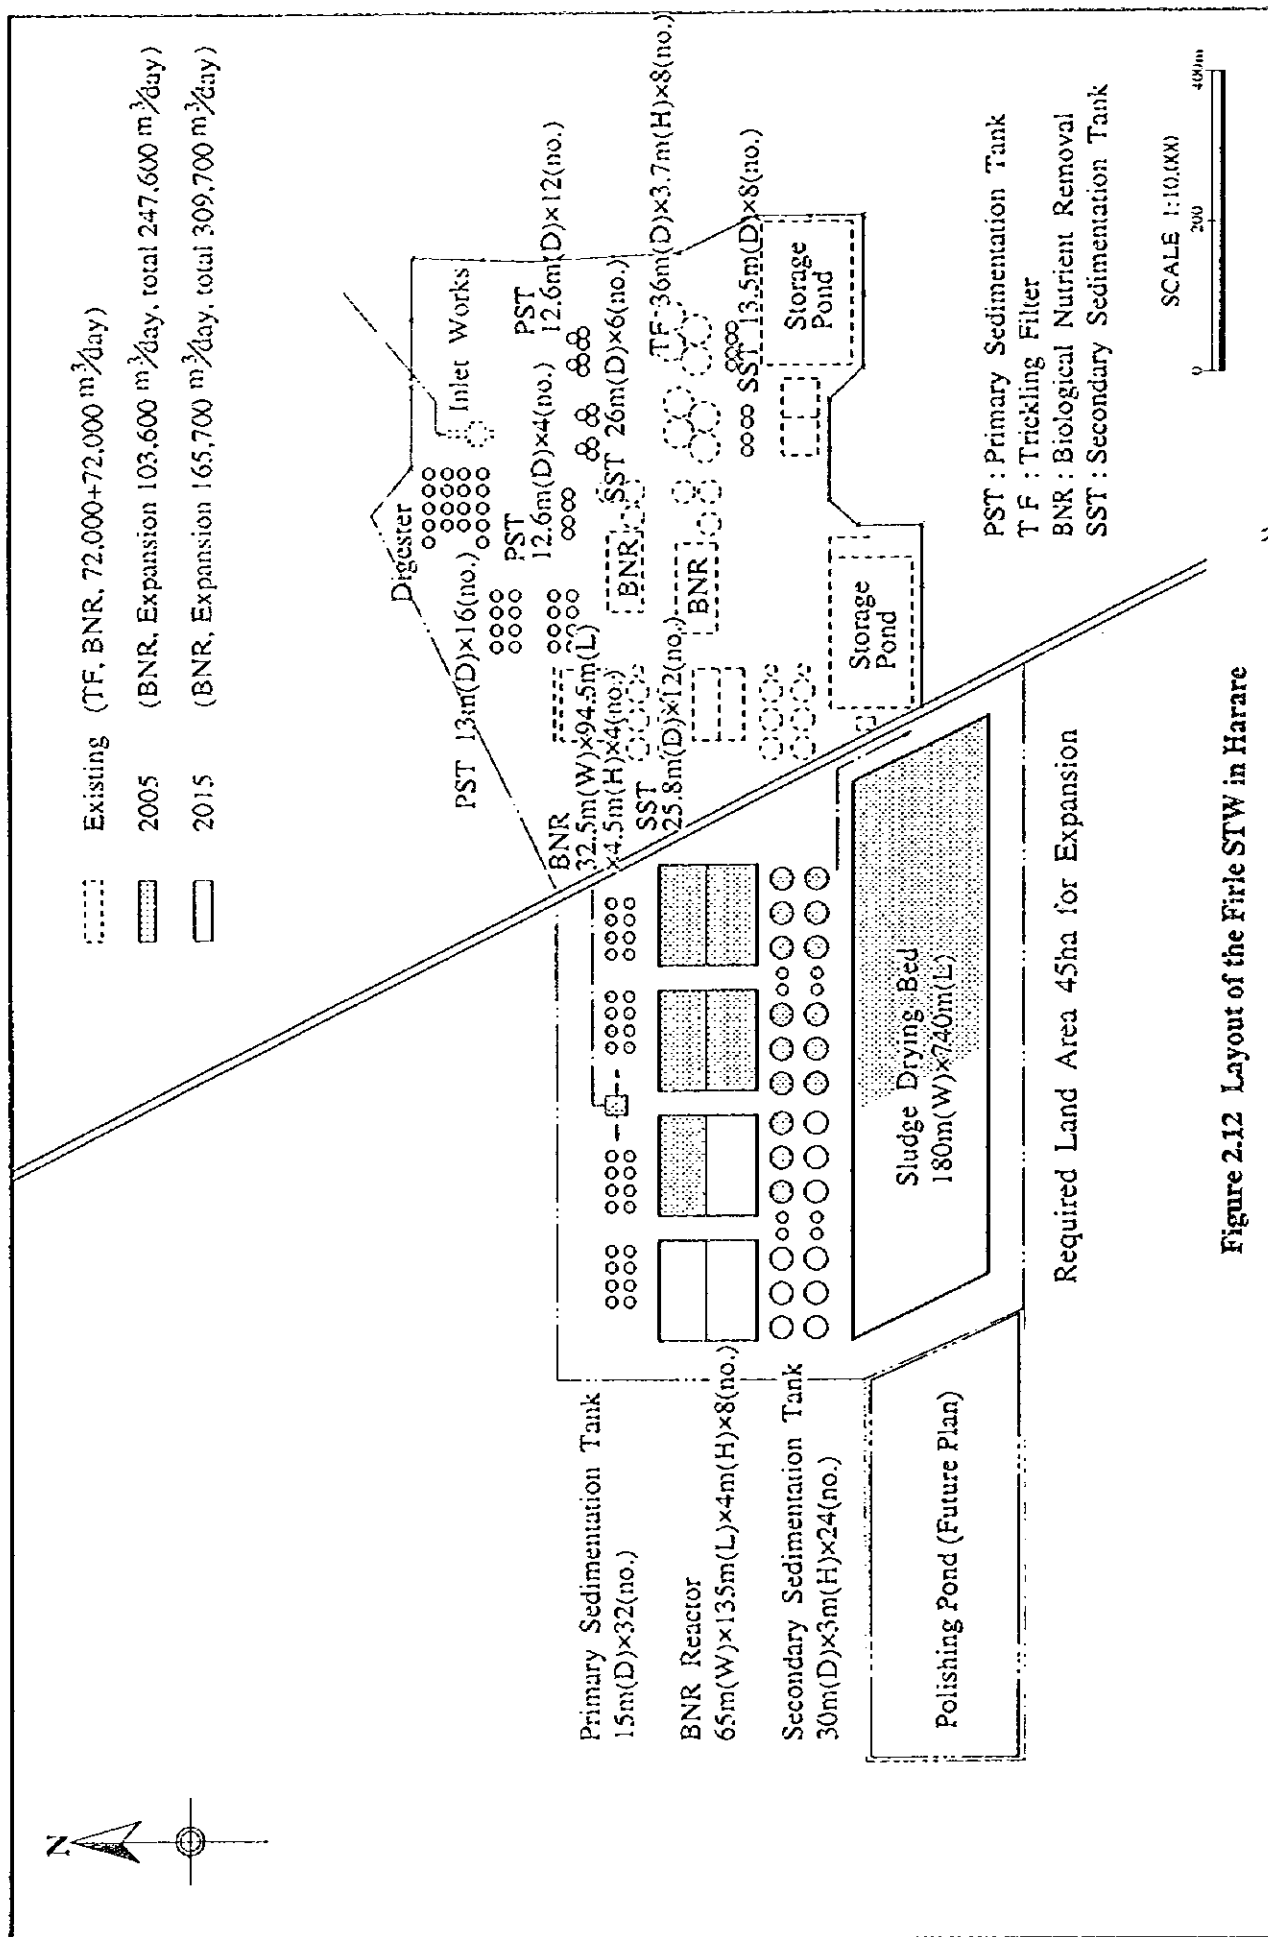 N
Existing (TF, BNR, 72,000+72,000 m³/day)
2005 (BNR, Expansion 103,600 m³/day, total 247,600 m³/day)
2015 (BNR, Expansion 165,700 m³/day, total 309,700 m³/day)
Digester
Inlet Works
PST 13m(D)×16(no.)
PST
12.6m(D)×4(no.)
PST
12.6m(D)×12(no.)
BNR
32.5m(W)×94.5m(L)
×4.5m(H)×4(no.)
SST
25.8m(D)×12(no.)
BNR
BNR
SST 26m(D)×6(no.)
TF-36m(D)×3.7m(H)×8(no.)
SST 13.5m(D)×8(no.)
Storage
Pond
Storage
Pond
Primary Sedimentation Tank
15m(D)×32(no.)
BNR Reactor
65m(W)×135m(L)×4m(H)×8(no.)
Secondary Sedimentation Tank
30m(D)×3m(H)×24(no.)
Sludge Drying Bed
180m(W)×740m(L)
Polishing Pond (Future Plan)
Required Land Area 45ha for Expansion
PST : Primary Sedimentation Tank
T F : Trickling Filter
BNR : Biological Nutrient Removal
SST : Secondary Sedimentation Tank
SCALE 1:10,000
0 200 400m
Figure 2.12 Layout of the Firle STW in Harare